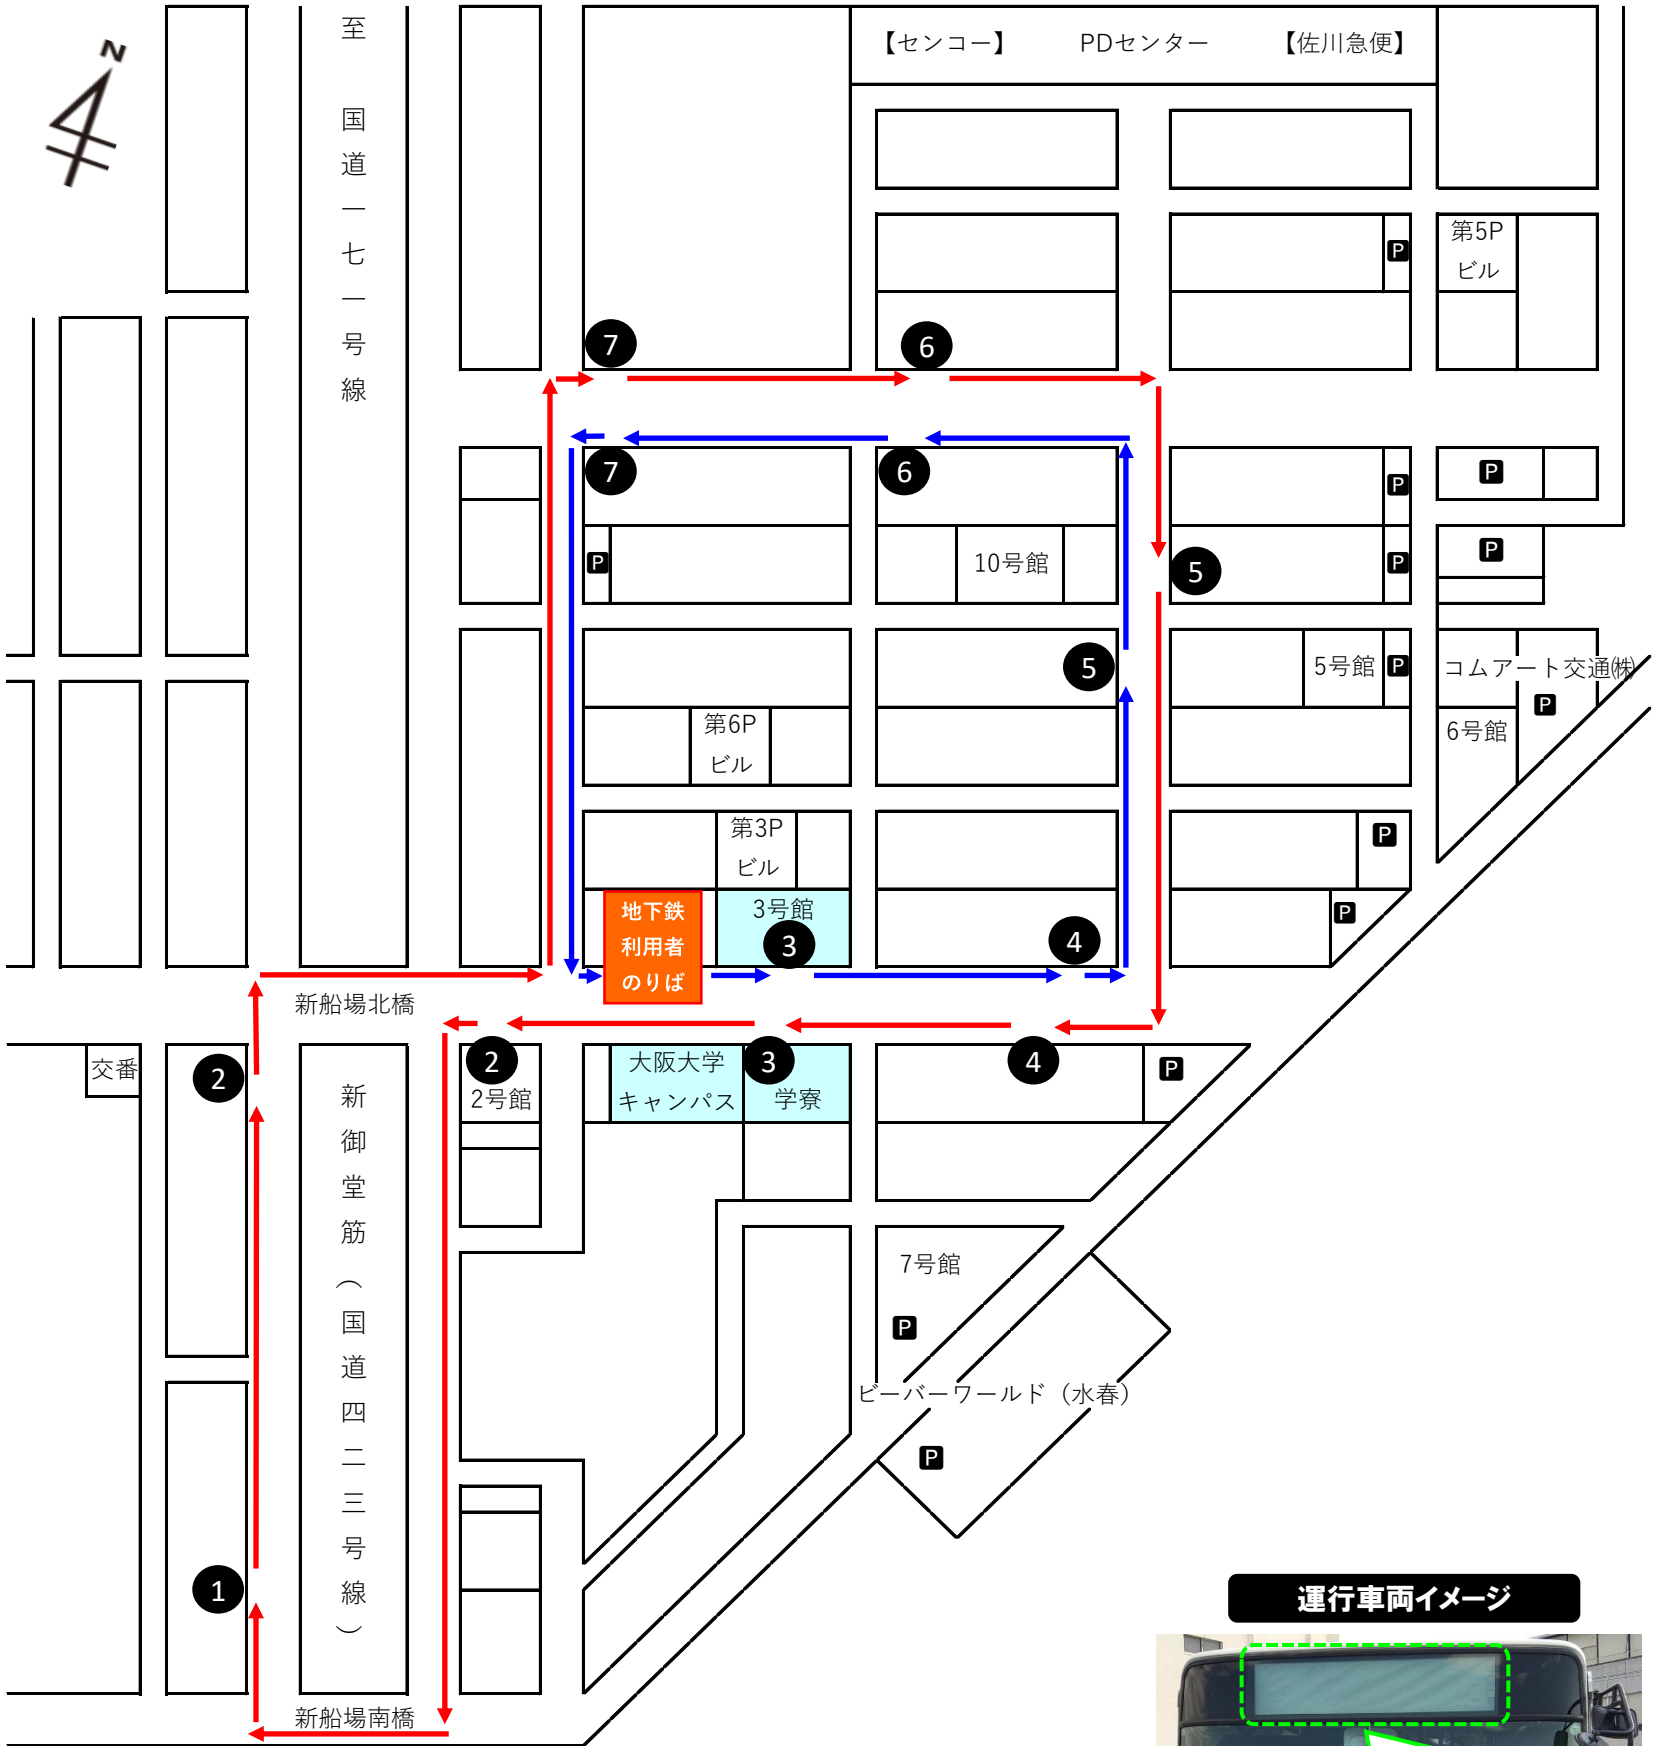 N
至 国道一七一号線
【センコー】 PDセンター 【佐川急便】
第5P
ビル
P
7
6
7
6
P
P
P
10号館
P
P
5
5
5号館
P
コムアート交通㈱
P
6号館
第6P
ビル
第3P
ビル
P
地下鉄
利用者
のりば
3号館
3
4
P
新船場北橋
交番
2
2
2号館
大阪大学
キャンパス
3
学寮
4
P
新御堂筋(国道四二三号線)
7号館
P
ビーバーワールド(水春)
P
1
新船場南橋
運行車両イメージ